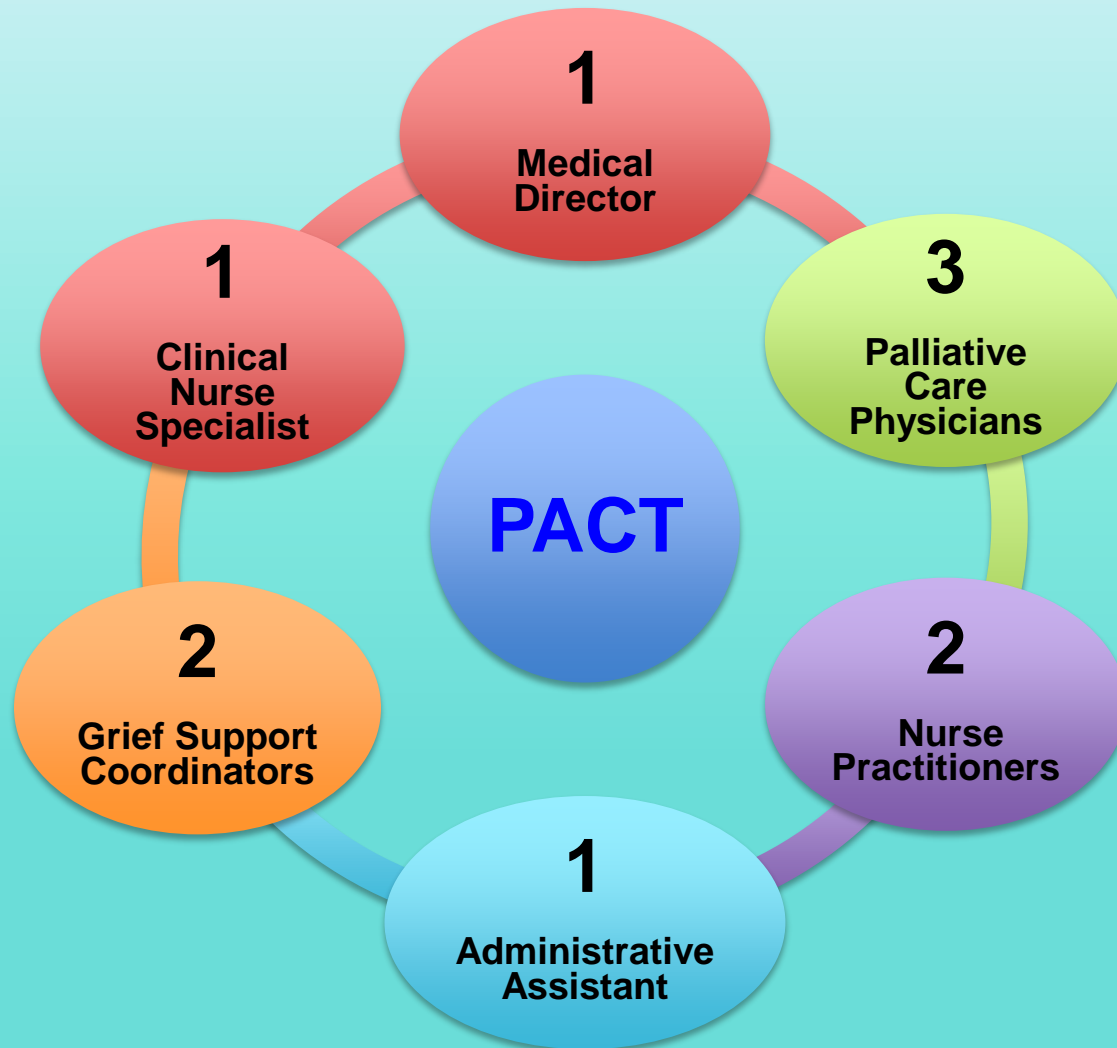 1
Medical
Director
3
Palliative
Care
Physicians
2
Nurse
Practitioners
1
Administrative
Assistant
2
Grief Support
Coordinators
1
Clinical
Nurse
Specialist
PACT